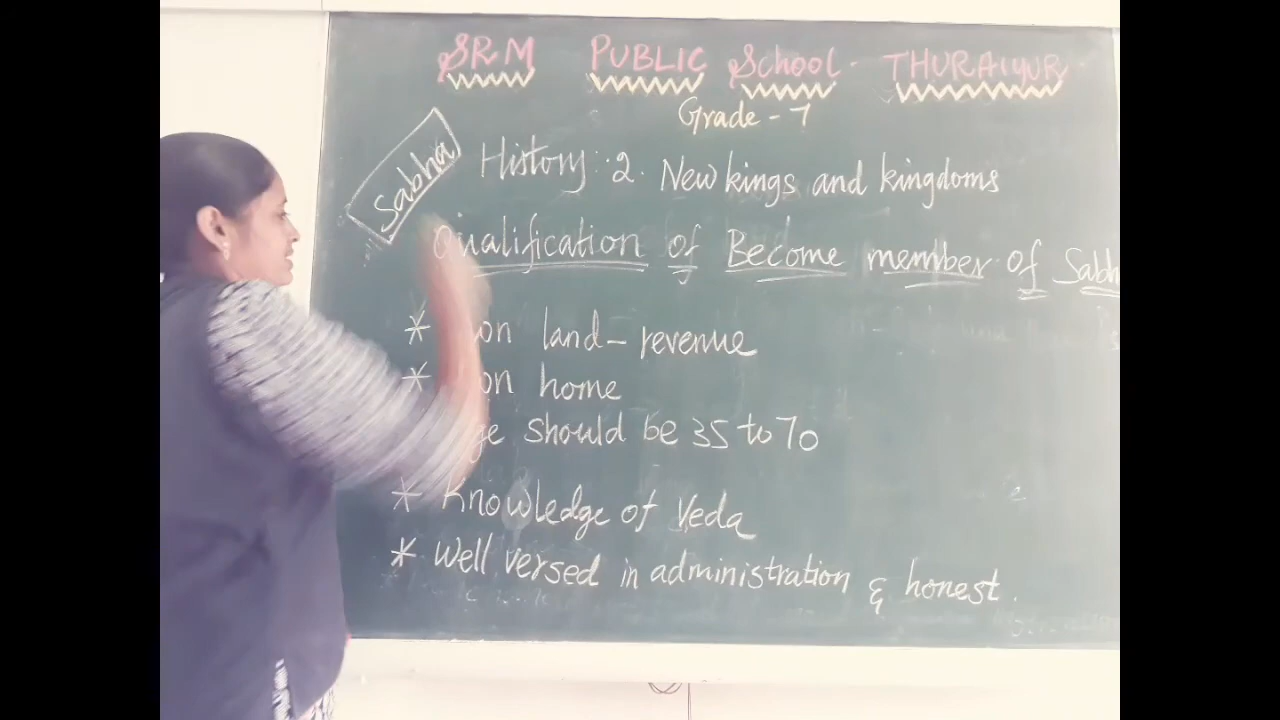 SRM PUBLIC School - THURAIYUR
Grade - 7
Sabha
History : 2. New kings and kingdoms
Qualification of Become member of Sabh
* on land - revenue
* on home
ge should be 35 to 70
* Knowledge of Veda
* Well versed in administration & honest.